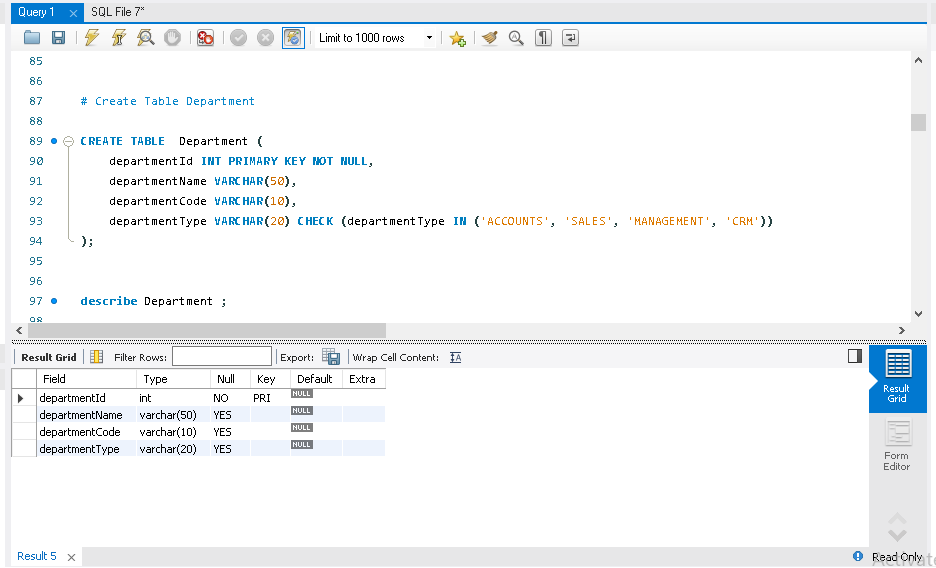 Query 1 SQL File 7*
Limit to 1000 rows
85
86
87 # Create Table Department
88
89 CREATE TABLE Department (
90 departmentId INT PRIMARY KEY NOT NULL,
91 departmentName VARCHAR(50),
92 departmentCode VARCHAR(10),
93 departmentType VARCHAR(20) CHECK (departmentType IN ('ACCOUNTS', 'SALES', 'MANAGEMENT', 'CRM'))
94 );
95
96
97 describe Department ;
98
Result Grid Filter Rows: Export: Wrap Cell Content: IA
Field Type Null Key Default Extra
departmentId int NO PRI NULL
departmentName varchar(50) YES NULL
departmentCode varchar(10) YES NULL
departmentType varchar(20) YES NULL
Result
Grid
Form
Editor
Result 5
Read Only
Activate